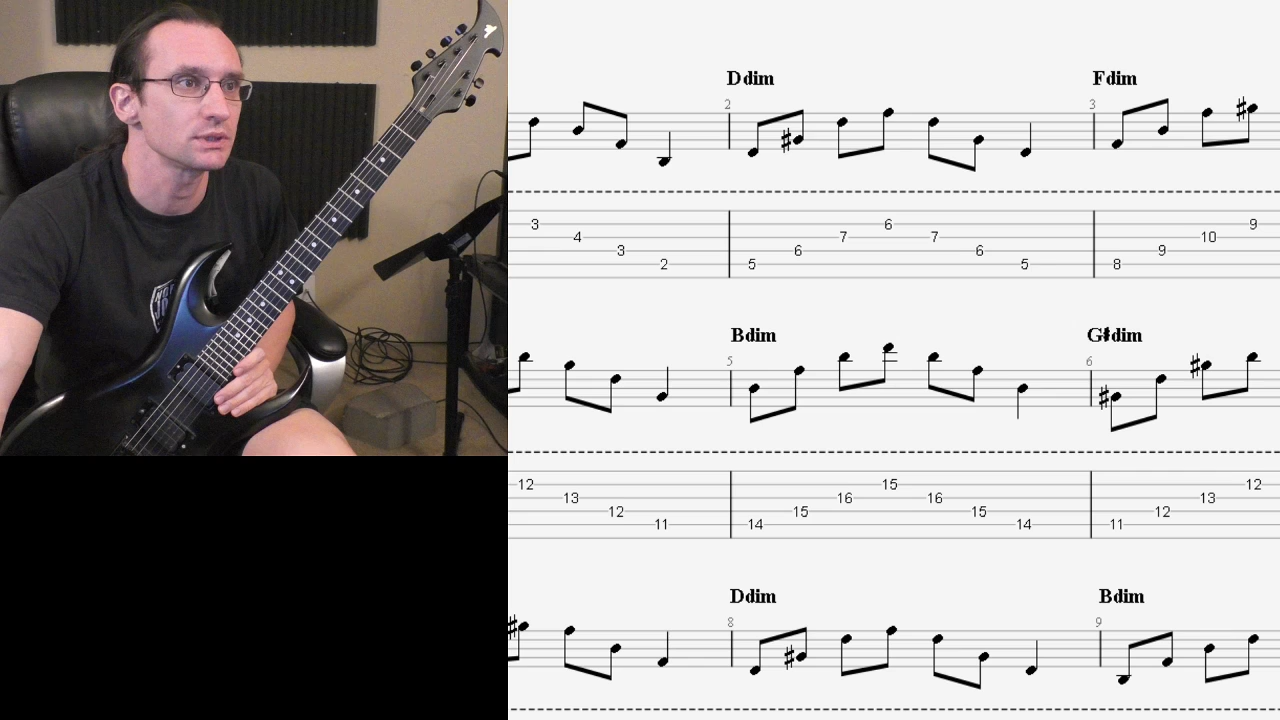 Ddim Fdim
2 3
3 4 3 2 5 6 7 6 7 6 5 8 9 10 9
Bdim G#dim
5 6
12 13 12 11 14 15 16 15 16 15 14 11 12 13 12
Ddim Bdim
8 9